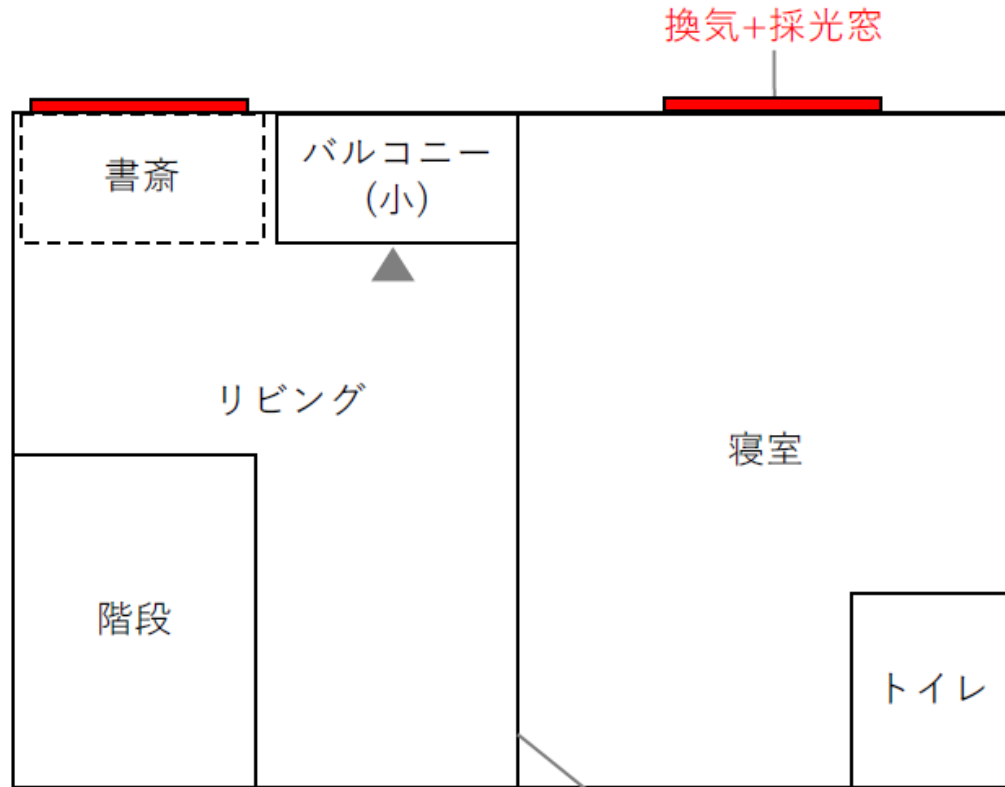 換気+採光窓
書斎
バルコニー
(小)
リビング
寝室
階段
トイレ